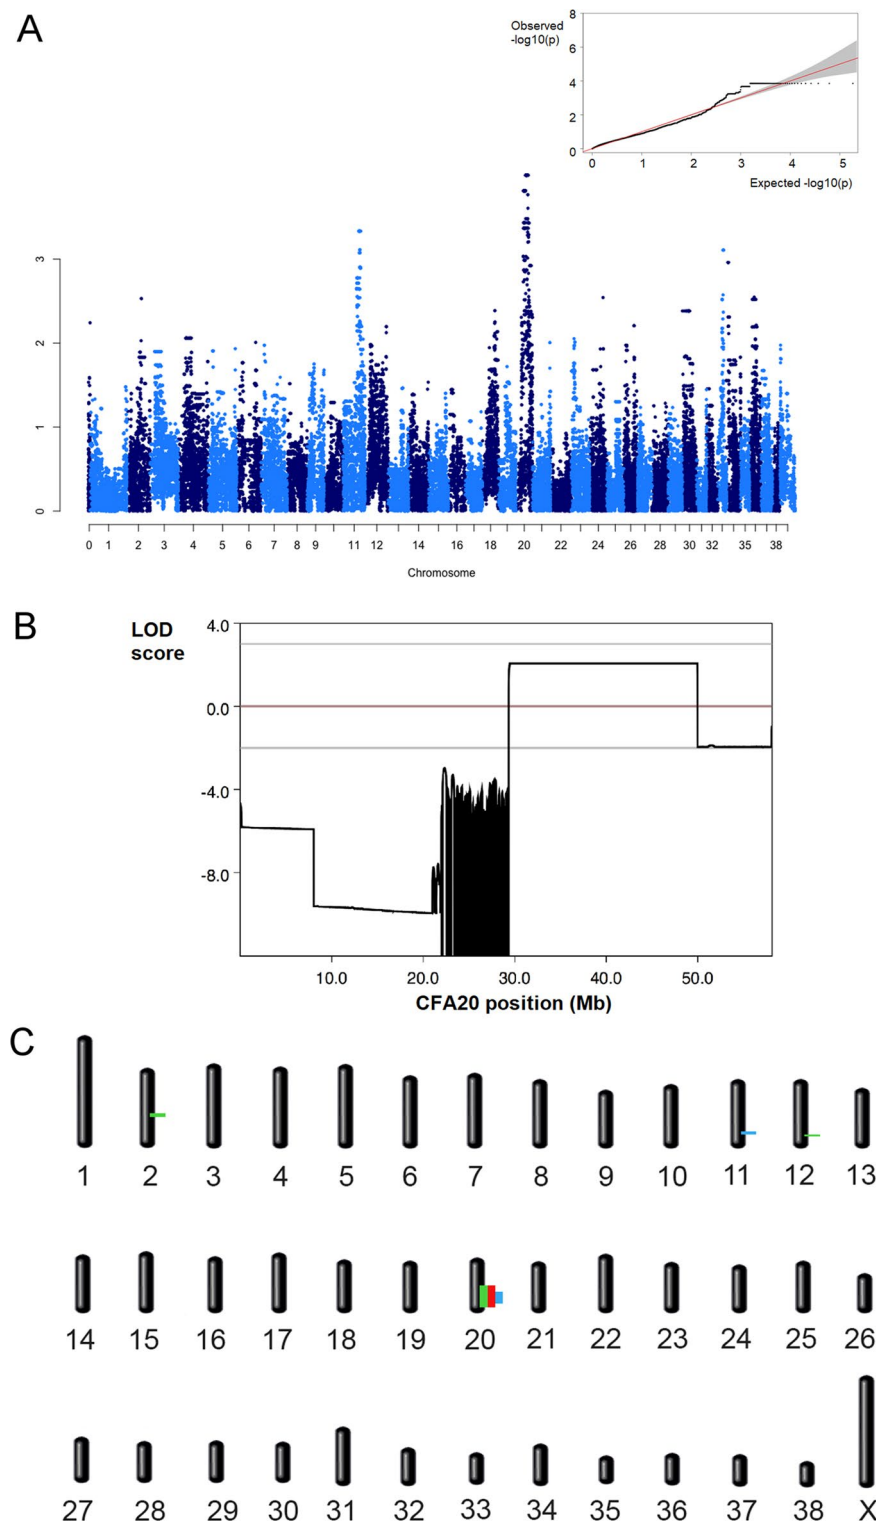 A
Observed
-log10(p)
8
6
4
2
0
0 1 2 3 4 5
Expected -log10(p)
3
2
1
0
0 1 2 3 4 5 6 7 8 9 11 12 14 16 18 20 22 24 26 28 30 32 35 38
Chromosome
B
LOD
score
4.0
0.0
-4.0
-8.0
10.0 20.0 30.0 40.0 50.0
CFA20 position (Mb)
C
1 2 3 4 5 6 7 8 9 10 11 12 13
14 15 16 17 18 19 20 21 22 23 24 25 26
27 28 29 30 31 32 33 34 35 36 37 38 X